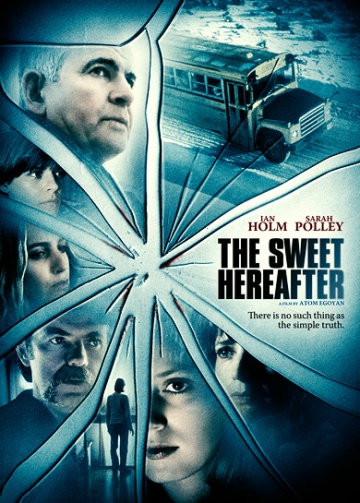 IAN SARAH
HOLM POLLEY
THE SWEET
HEREAFTER
A FILM BY ATOM EGOYAN
There is no such thing as
the simple truth.